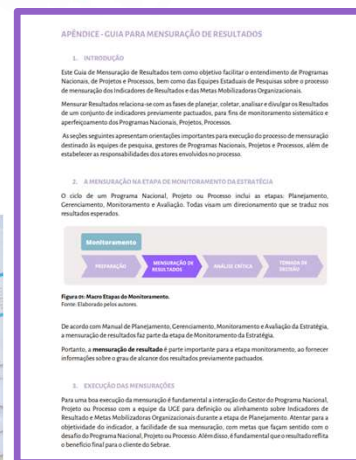 APÊNDICE - GUIA PARA MENSURAÇÃO DE RESULTADOS
1. INTRODUÇÃO
Este Guia de Mensuração de Resultados tem como objetivo facilitar o entendimento de Programas
Nacionais, de Projetos e Processos, bem como das Equipes Estaduais de Pesquisas sobre o processo
de mensuração dos Indicadores de Resultados e das Metas Mobilizadoras Organizacionais.
Mensurar Resultados relaciona-se com as fases de planejar, coletar, analisar e divulgar os Resultados
de um conjunto de indicadores previamente pactuados, para fins de monitoramento sistemático e
aperfeiçoamento dos Programas Nacionais, Projetos, Processos.
As seções seguintes apresentam orientações importantes para execução do processo de mensuração
destinado às equipes de pesquisa, gestores de Programas Nacionais, Projetos e Processos, além de
estabelecer as responsabilidades dos atores envolvidos no processo.
2. A MENSURAÇÃO NA ETAPA DE MONITORAMENTO DA ESTRATÉGIA
O ciclo de um Programa Nacional, Projeto ou Processo inclui as etapas: Planejamento,
Gerenciamento, Monitoramento e Avaliação. Todas visam um direcionamento que se traduz nos
resultados esperados.
Monitoramento
PREPARAÇÃO
MENSURAÇÃO DE
RESULTADOS
ANÁLISE CRÍTICA
TOMADA DE
DECISÃO
Figura 01: Macro Etapas do Monitoramento.
Fonte: Elaborado pelos autores.
De acordo com Manual de Planejamento, Gerenciamento, Monitoramento e Avaliação da Estratégia,
a mensuração de resultados faz parte da etapa de Monitoramento da Estratégia.
Portanto, a mensuração de resultado é parte importante para a etapa monitoramento, ao fornecer
informações sobre o grau de alcance dos resultados previamente pactuados.
3. EXECUÇÃO DAS MENSURAÇÕES
Para uma boa execução da mensuração é fundamental a interação do Gestor do Programa Nacional,
Projeto ou Processo com a equipe da UGE para definição ou alinhamento sobre Indicadores de
Resultado e Metas Mobilizadoras Organizacionais durante a etapa de Planejamento. Atentar para a
objetividade do indicador, a facilidade de sua mensuração, com metas que façam sentido com o
desafio do Programa Nacional, Projeto ou Processo. Além disso, é fundamental que o resultado reflita
o benefício final para o cliente do Sebrae.